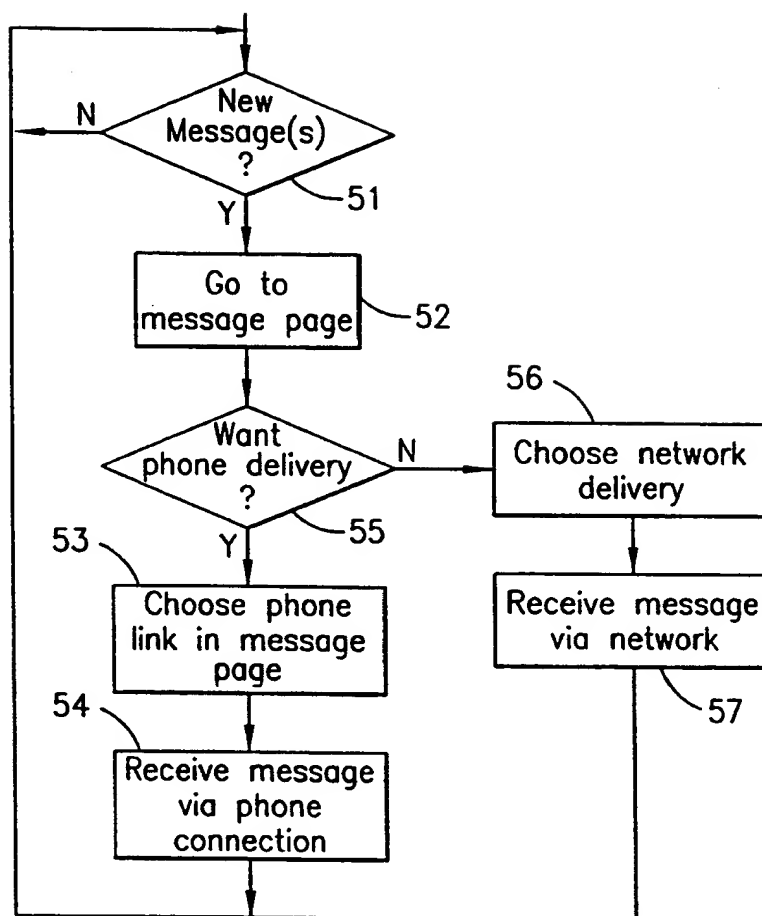 New
Message(s)
?
N
51
Y
Go to
message page
52
Want
phone delivery
?
N
55
Y
56
Choose network
delivery
53
Choose phone
link in message
page
Receive message
via network
57
54
Receive message
via phone
connection